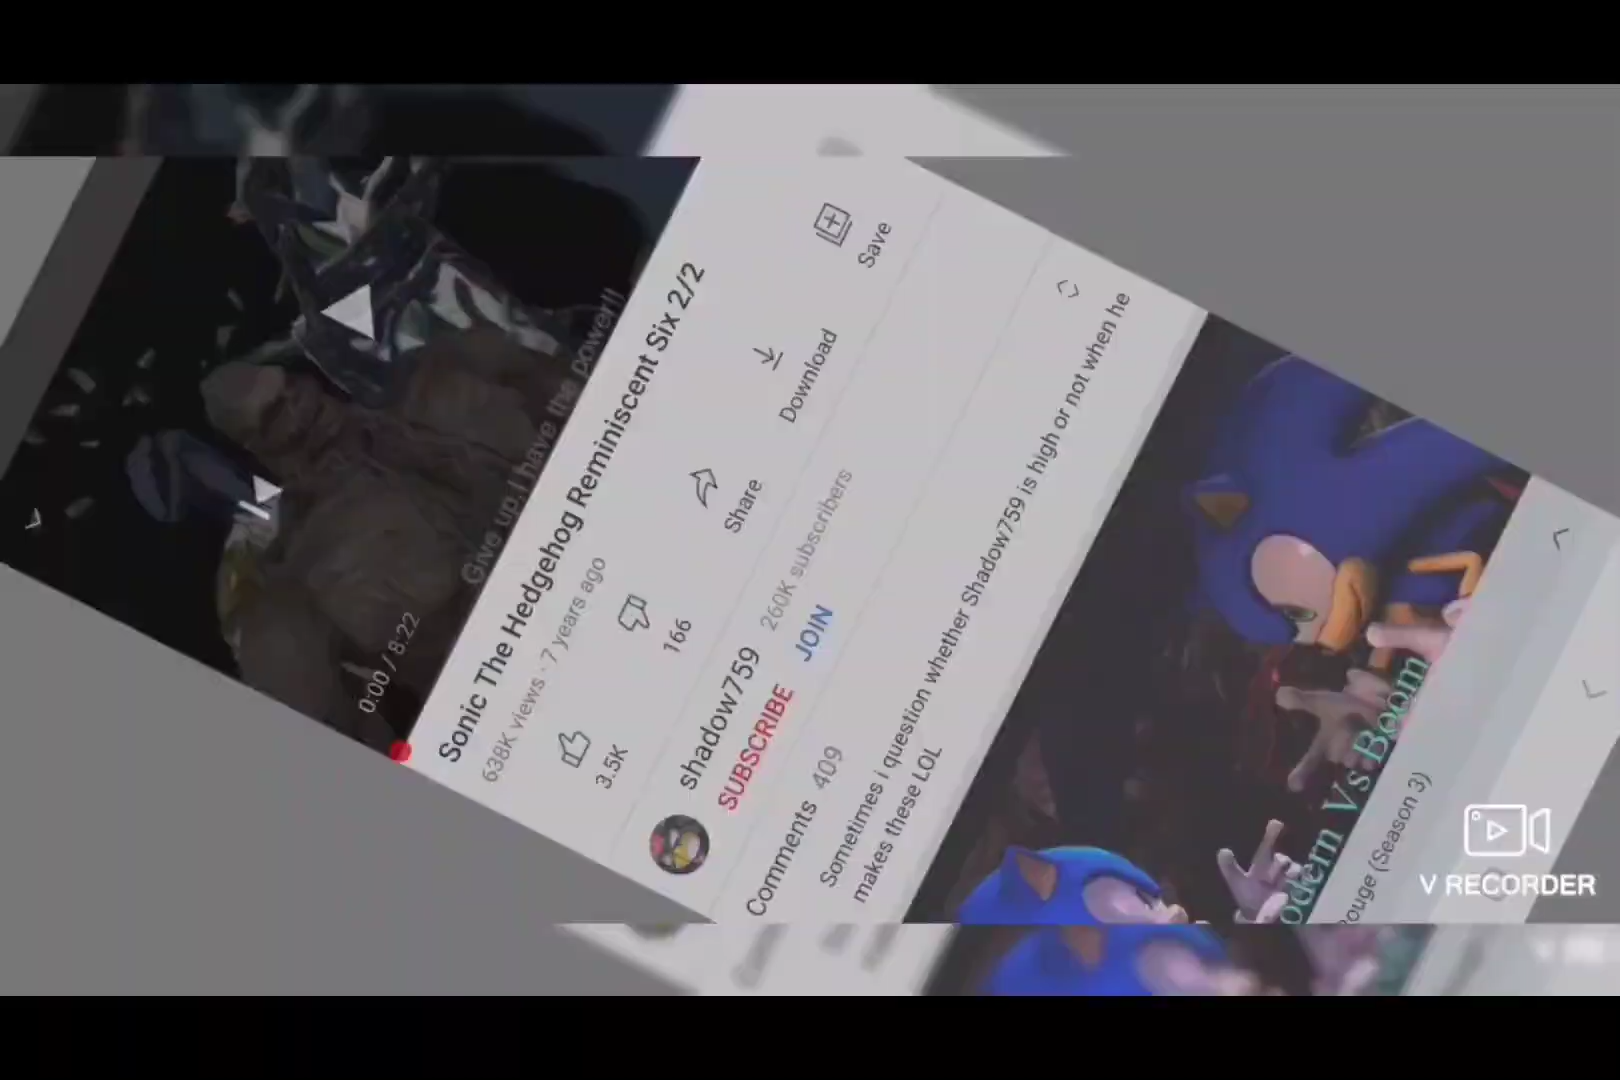 Give up.I have the power!!
0:00 / 8:22
Sonic The Hedgehog Reminiscent Six 2/2
638K views · 7 years ago
3.5K
166
Share
Download
Save
shadow759
260K subscribers
SUBSCRIBE
JOIN
Comments 409
Sometimes i question whether Shadow759 is high or not when he
makes these LOL
Vs Boom
(Season 3)
V RECORDER